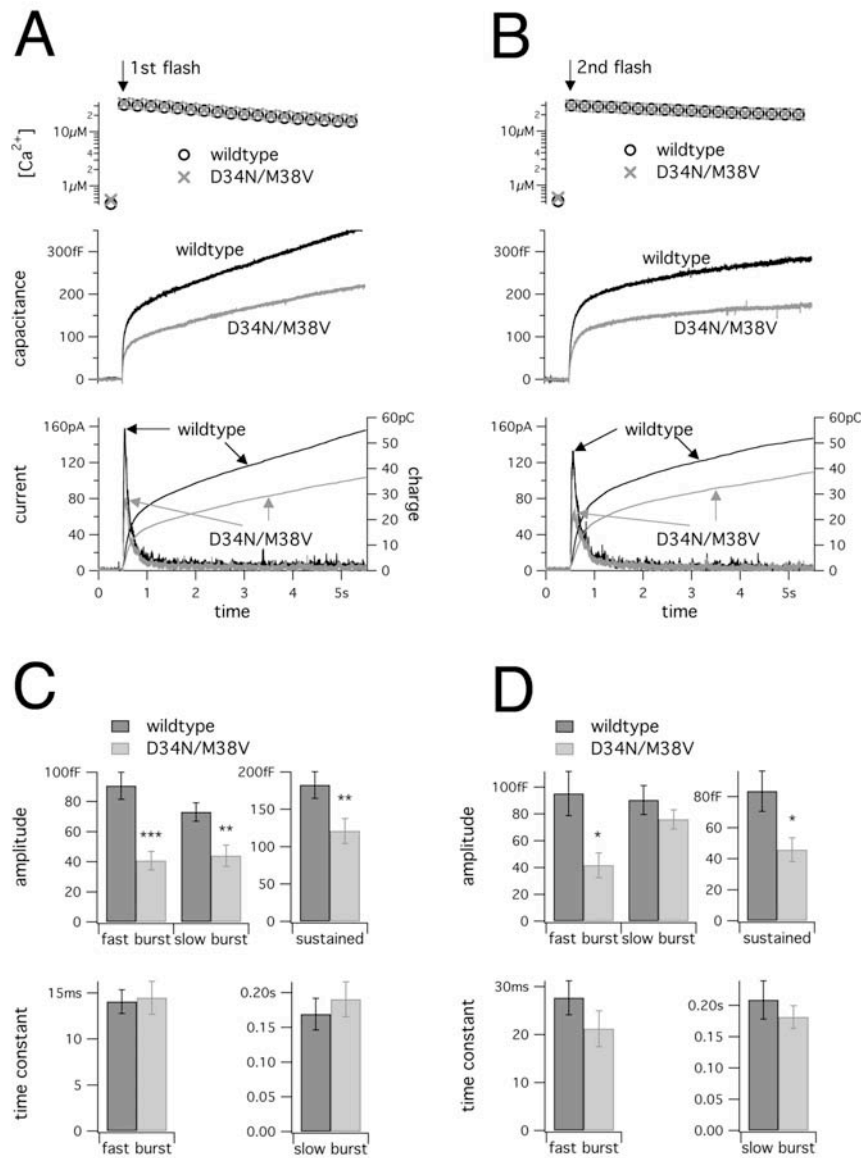 A
1st flash
[Ca2+]
2
10µM
2
1µM
wildtype
D34N/M38V
capacitance
300fF
200
100
0
wildtype
D34N/M38V
current
160pA
120
80
40
0
wildtype
D34N/M38V
60pC
50
40
30
20
10
0
charge
0 1 2 3 4 5s
time
B
2nd flash
2
10µM
2
1µM
wildtype
D34N/M38V
300fF
200
100
0
wildtype
D34N/M38V
160pA
120
80
40
0
wildtype
D34N/M38V
60pC
50
40
30
20
10
0
0 1 2 3 4 5s
time
C
wildtype
D34N/M38V
amplitude
100fF
80
60
40
20
0
***
**
fast burst slow burst
200fF
150
100
50
0
**
sustained
time constant
15ms
10
5
0
fast burst
0.20s
0.15
0.10
0.05
0.00
slow burst
D
wildtype
D34N/M38V
amplitude
100fF
80
60
40
20
0
*
fast burst slow burst
80fF
60
40
20
0
*
sustained
time constant
30ms
20
10
0
fast burst
0.20s
0.15
0.10
0.05
0.00
slow burst